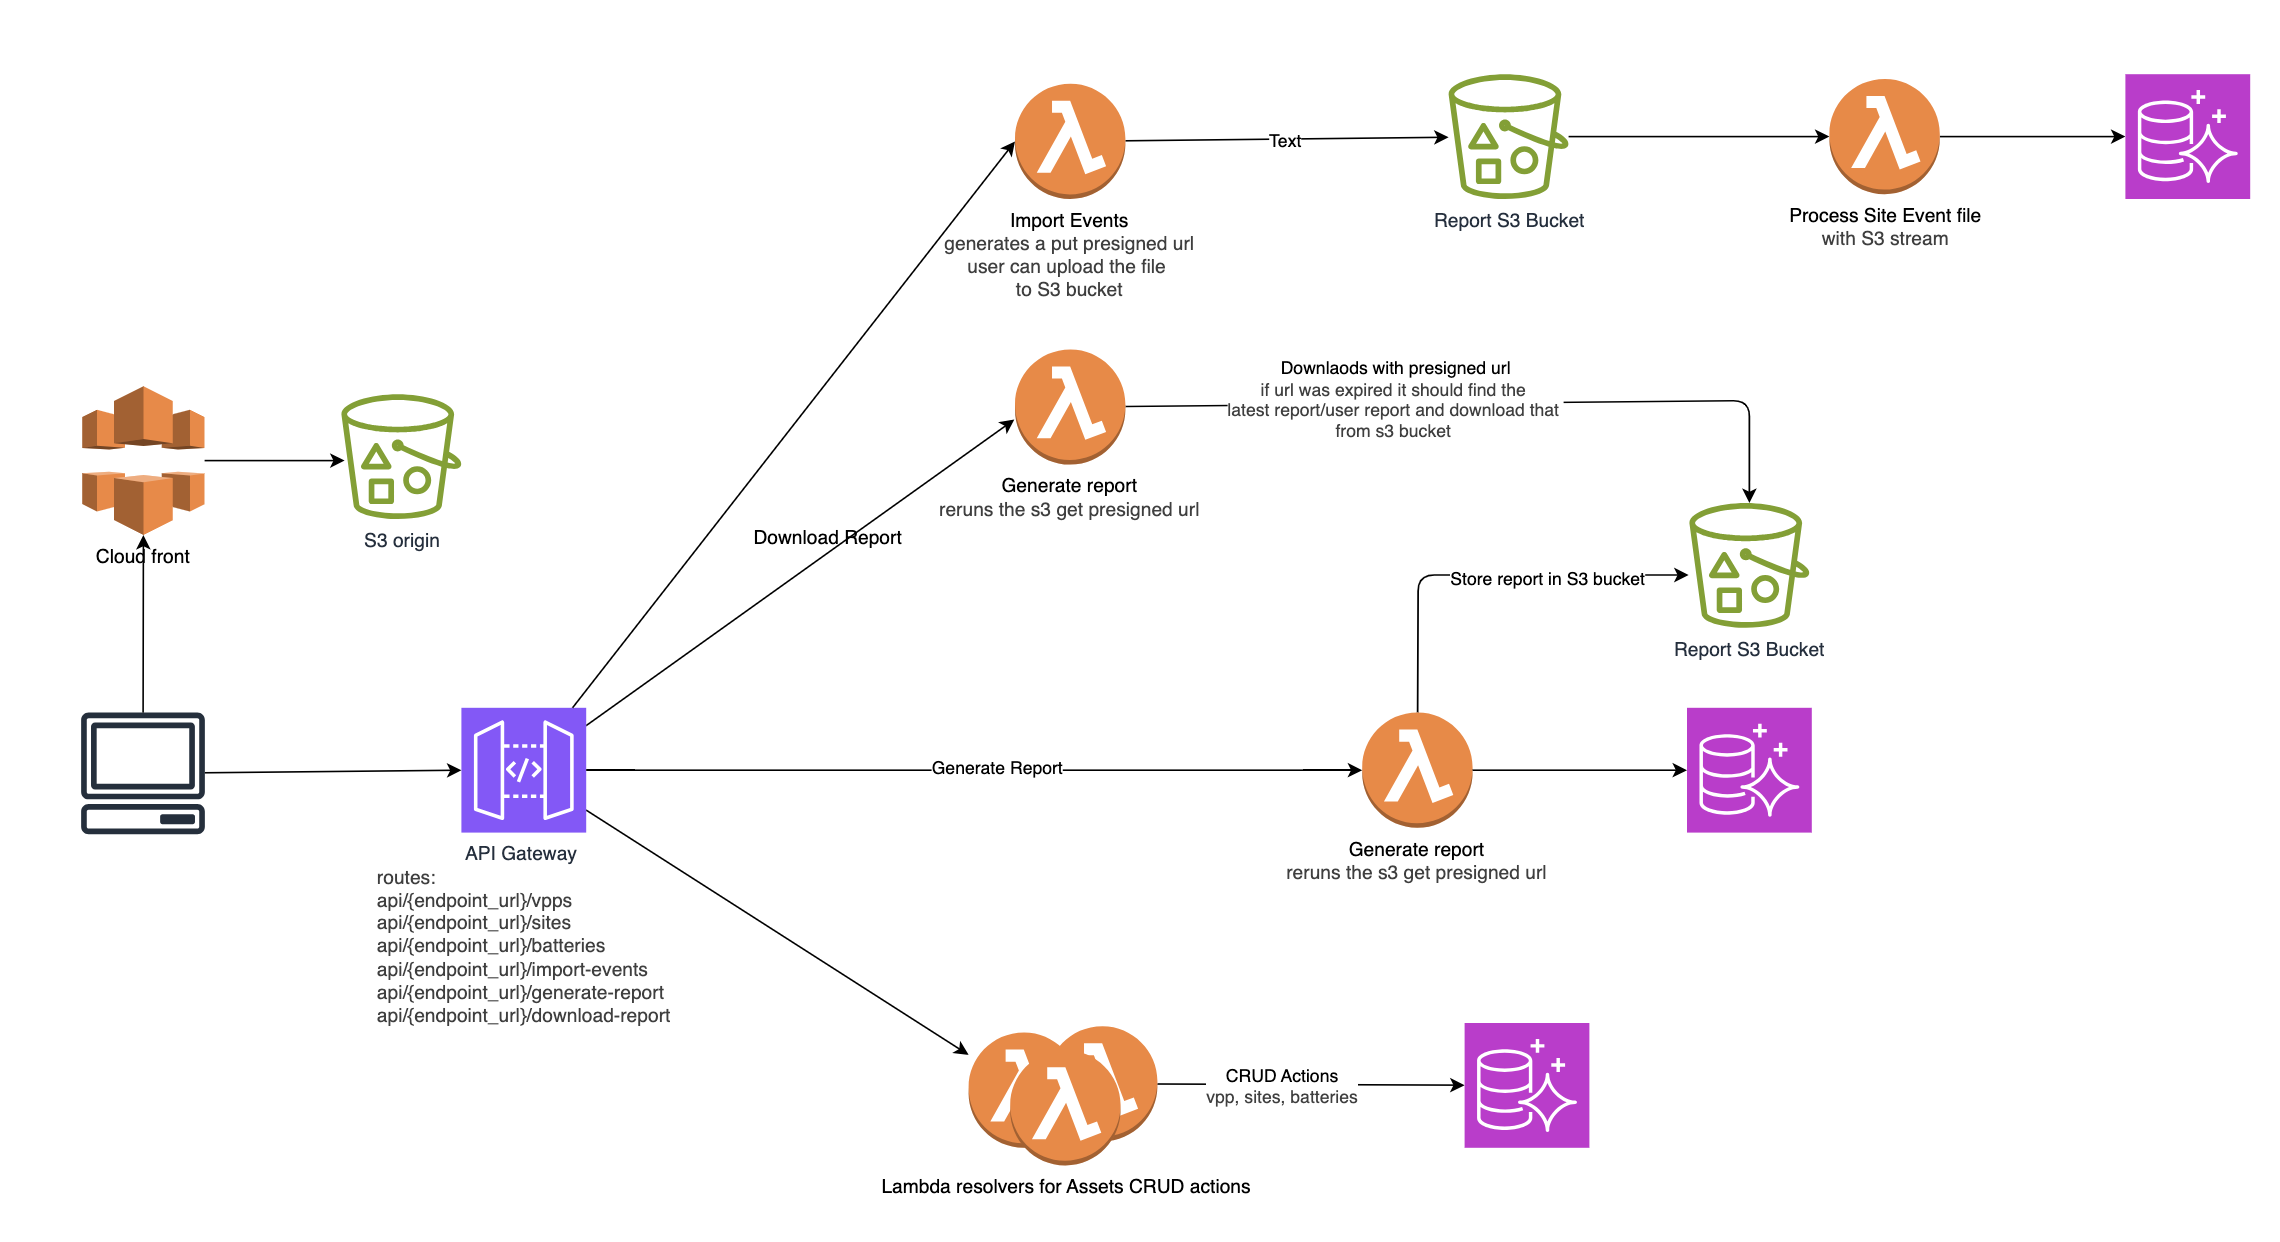 Text
Import Events
generates a put presigned url
user can upload the file
to S3 bucket
Report S3 Bucket
Process Site Event file
with S3 stream
Downlaods with presigned url
if url was expired it should find the
latest report/user report and download that
from s3 bucket
Generate report
reruns the s3 get presigned url
Download Report
S3 origin
Cloud front
Store report in S3 bucket
Report S3 Bucket
Generate Report
Generate report
reruns the s3 get presigned url
API Gateway
routes:
api/{endpoint_url}/vpps
api/{endpoint_url}/sites
api/{endpoint_url}/batteries
api/{endpoint_url}/import-events
api/{endpoint_url}/generate-report
api/{endpoint_url}/download-report
CRUD Actions
vpp, sites, batteries
Lambda resolvers for Assets CRUD actions